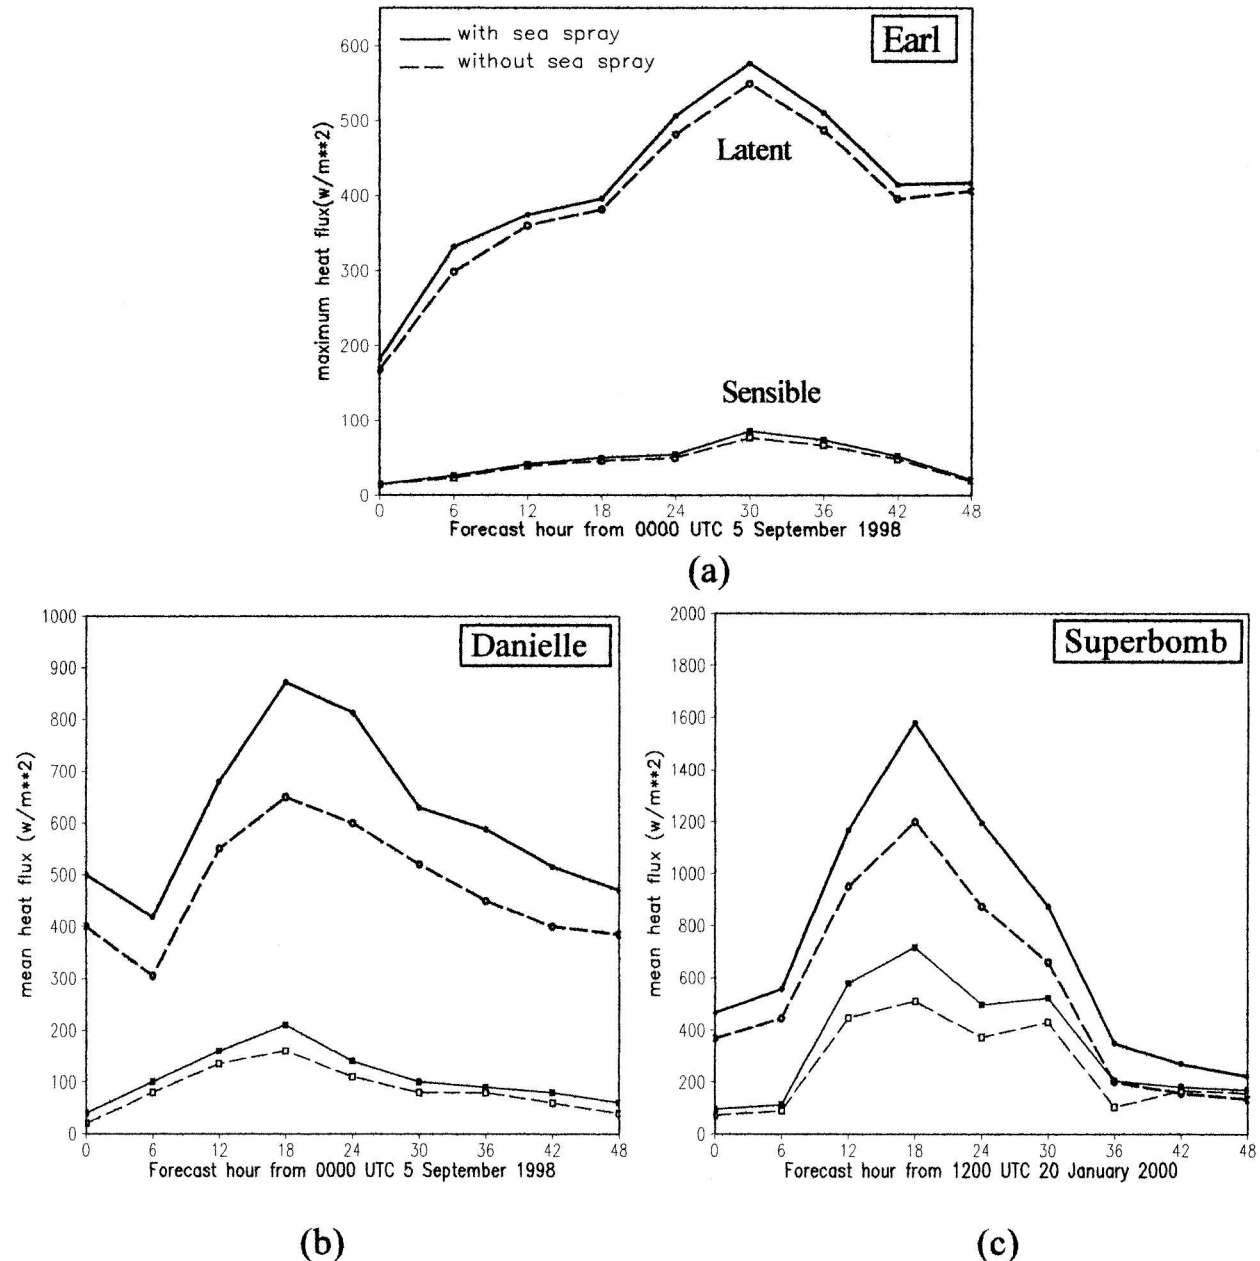 600
500
400
300
200
100
0
maximum heat flux(w/m**2)
with sea spray
without sea spray
Earl
Latent
Sensible
0 6 12 18 24 30 36 42 48
Forecast hour from 0000 UTC 5 September 1998
(a)
1000
900
800
700
600
500
400
300
200
100
0
mean heat flux (w/m**2)
Danielle
0 6 12 18 24 30 36 42 48
Forecast hour from 0000 UTC 5 September 1998
(b)
2000
1800
1600
1400
1200
1000
800
600
400
200
0
mean heat flux (w/m**2)
Superbomb
0 6 12 18 24 30 36 42 48
Forecast hour from 1200 UTC 20 January 2000
(c)